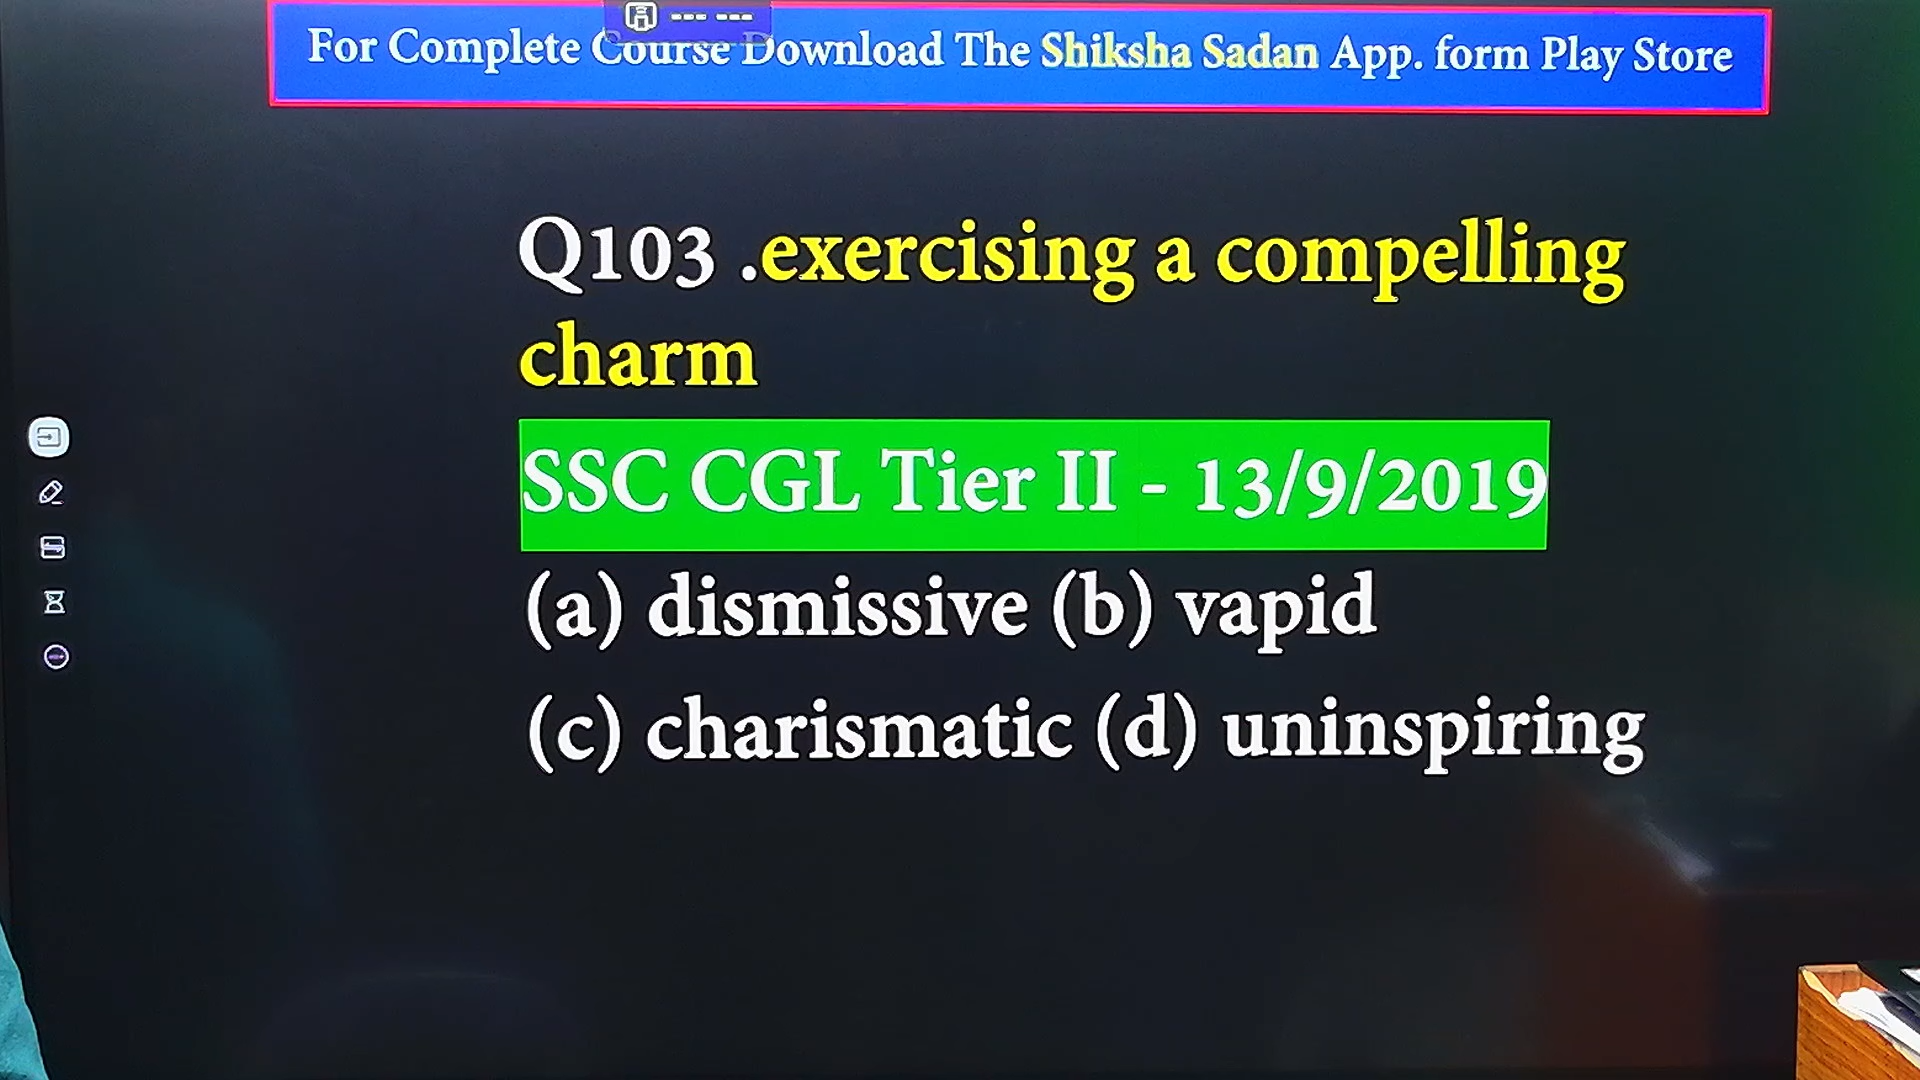 For Complete Course Download The Shiksha Sadan App. form Play Store
Q103 .exercising a compelling
charm
SSC CGL Tier II - 13/9/2019
(a) dismissive (b) vapid
(c) charismatic (d) uninspiring